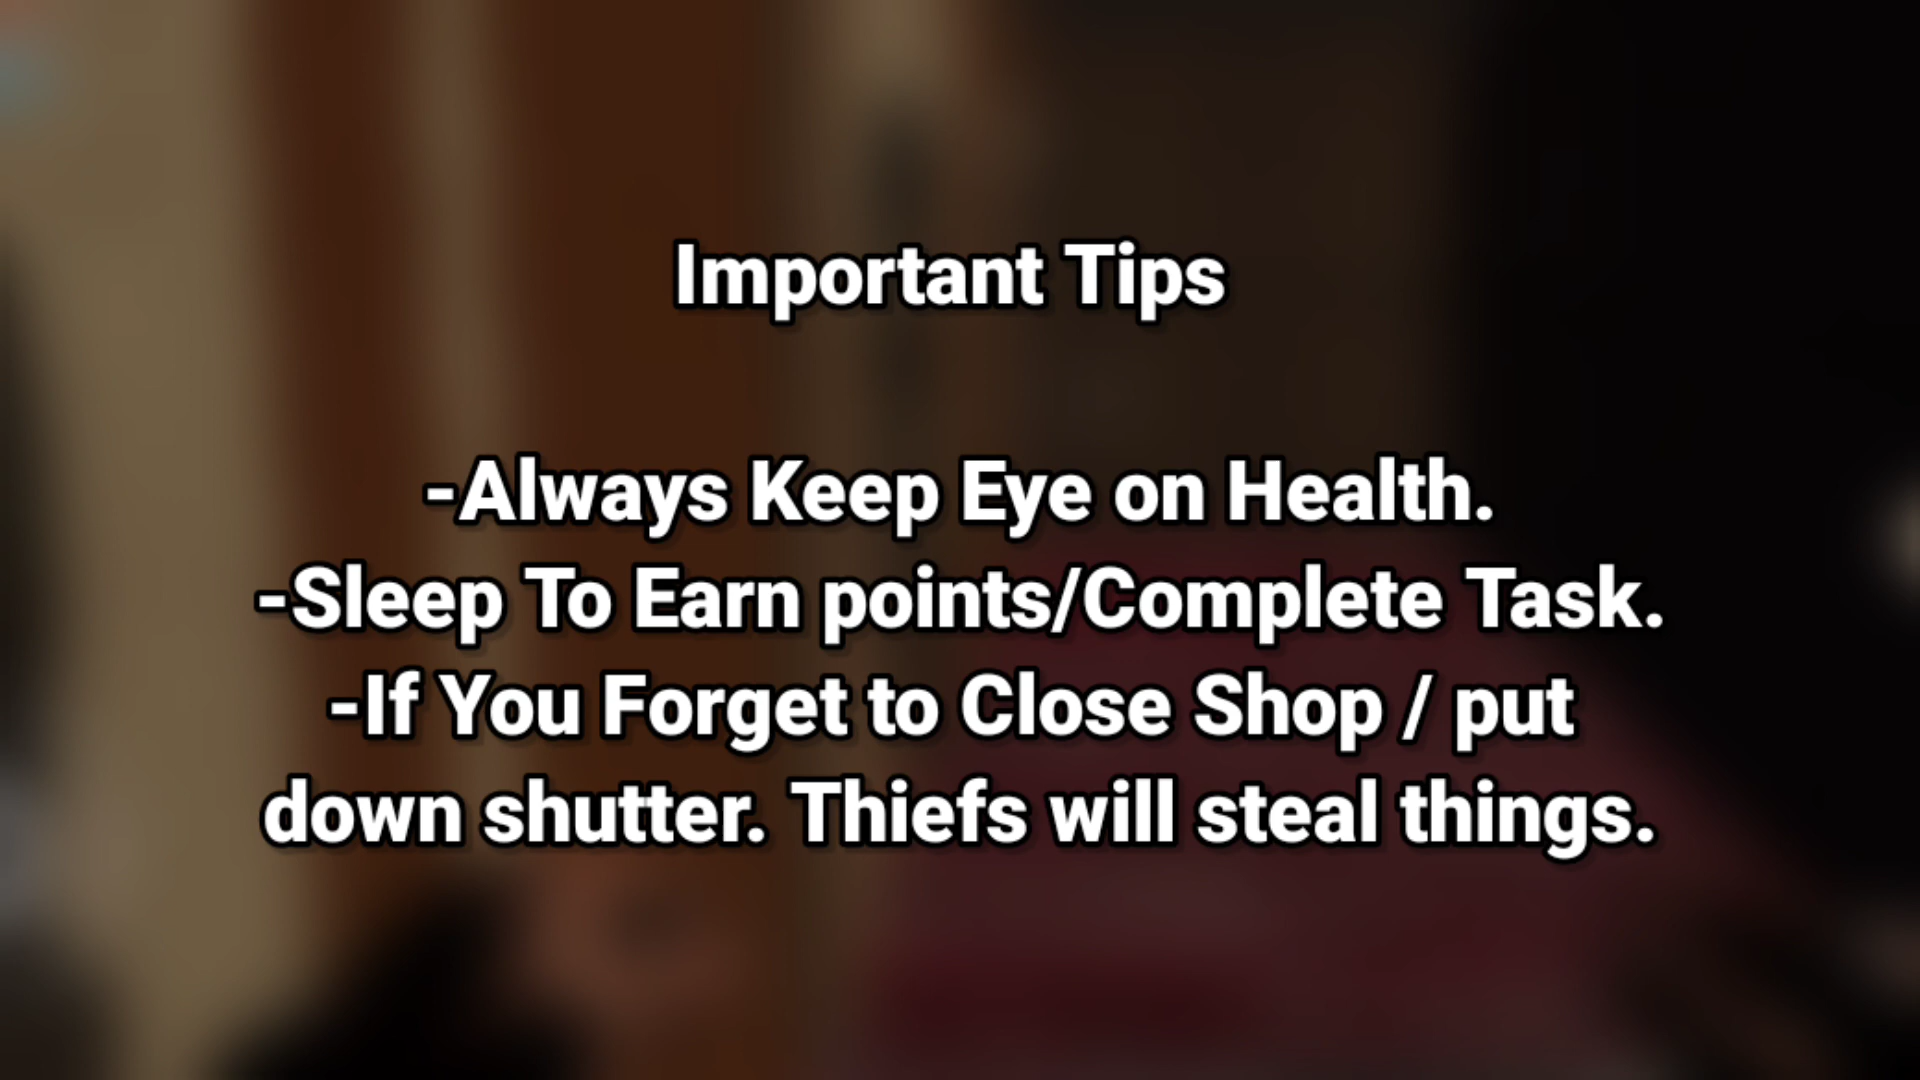 Important Tips
-Always Keep Eye on Health.
-Sleep To Earn points/Complete Task.
-If You Forget to Close Shop / put
down shutter. Thiefs will steal things.